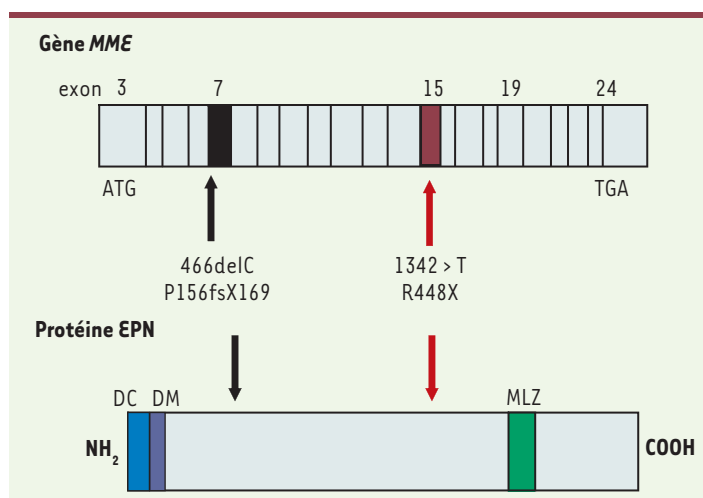 Gène MME
exon 3 7 15 19 24
ATG TGA
466delC 1342 > T
P156fsX169 R448X
Protéine EPN
DC DM MLZ
NH2 COOH